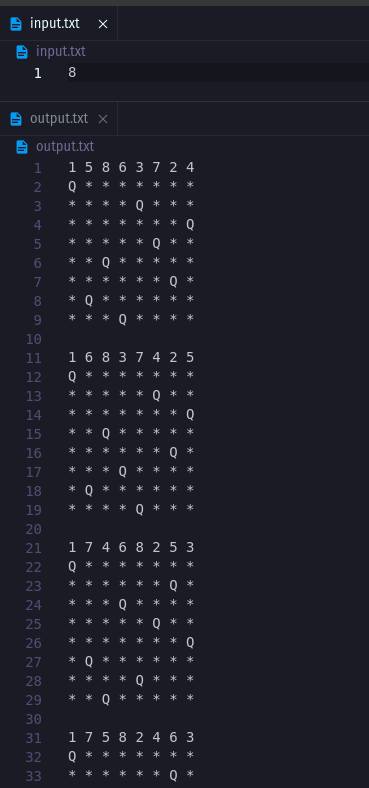 input.txt ×
input.txt
1 8
output.txt ×
output.txt
1 1 5 8 6 3 7 2 4
2 Q * * * * * * *
3 * * * * Q * * *
4 * * * * * * * Q
5 * * * * * Q * *
6 * * Q * * * * *
7 * * * * * * Q *
8 * Q * * * * * *
9 * * * Q * * * *
10
11 1 6 8 3 7 4 2 5
12 Q * * * * * * *
13 * * * * * Q * *
14 * * * * * * * Q
15 * * Q * * * * *
16 * * * * * * Q *
17 * * * Q * * * *
18 * Q * * * * * *
19 * * * * Q * * *
20
21 1 7 4 6 8 2 5 3
22 Q * * * * * * *
23 * * * * * * Q *
24 * * * Q * * * *
25 * * * * * Q * *
26 * * * * * * * Q
27 * Q * * * * * *
28 * * * * Q * * *
29 * * Q * * * * *
30
31 1 7 5 8 2 4 6 3
32 Q * * * * * * *
33 * * * * * * Q *